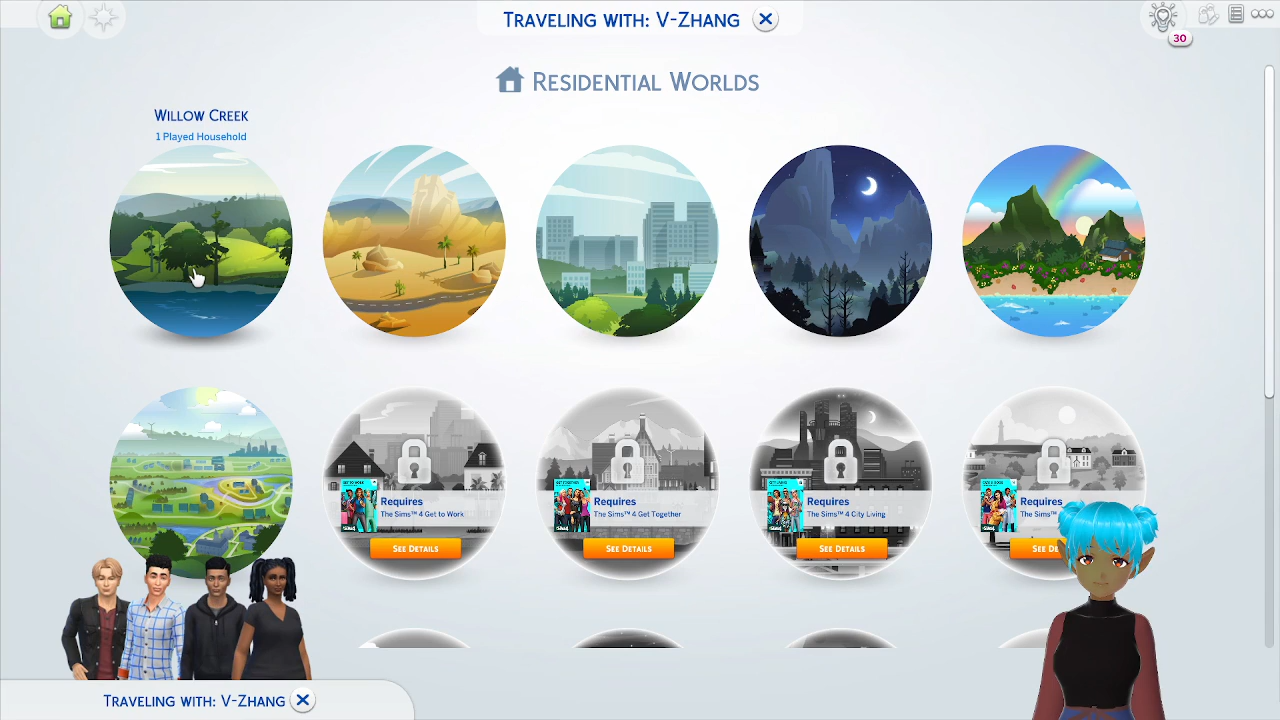 TRAVELING WITH: V-ZHANG
30
RESIDENTIAL WORLDS
WILLOW CREEK
1 Played Household
Requires
The Sims™ 4 Get to Work
SEE DETAILS
Requires
The Sims™ 4 Get Together
SEE DETAILS
Requires
The Sims™ 4 City Living
SEE DETAILS
Requires
The Sims™
SEE DE
TRAVELING WITH: V-ZHANG